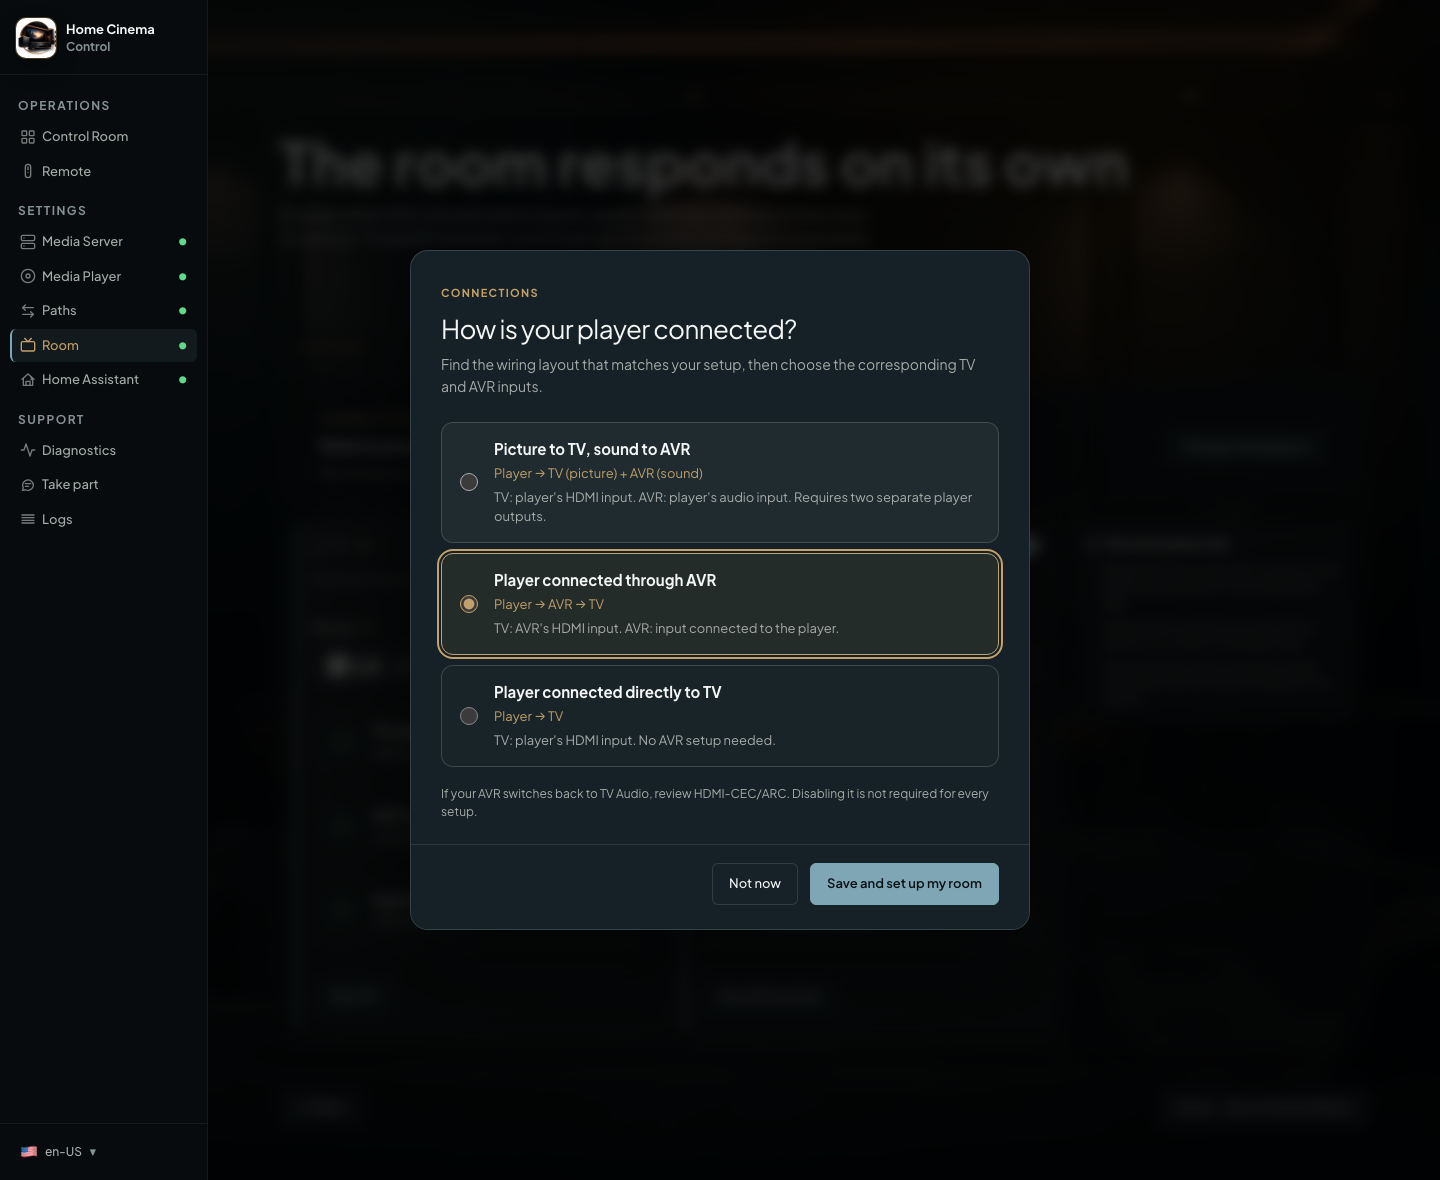 Home Cinema
Control
OPERATIONS
Control Room
Remote
SETTINGS
Media Server
Media Player
Paths
Room
Home Assistant
SUPPORT
Diagnostics
Take part
Logs
en-US
The room responds on its own
CONNECTIONS
How is your player connected?
Find the wiring layout that matches your setup, then choose the corresponding TV
and AVR inputs.
Picture to TV, sound to AVR
Player → TV (picture) + AVR (sound)
TV: player's HDMI input. AVR: player's audio input. Requires two separate player
outputs.
Player connected through AVR
Player → AVR → TV
TV: AVR's HDMI input. AVR: input connected to the player.
Player connected directly to TV
Player → TV
TV: player's HDMI input. No AVR setup needed.
If your AVR switches back to TV Audio, review HDMI-CEC/ARC. Disabling it is not required for every
setup.
Not now
Save and set up my room